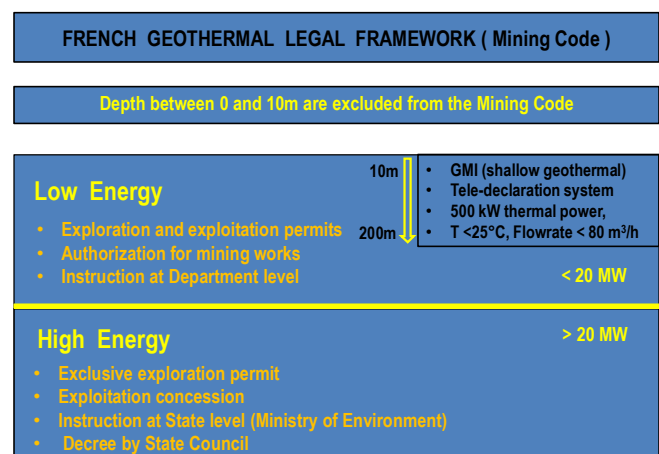 FRENCH GEOTHERMAL LEGAL FRAMEWORK ( Mining Code )
Depth between 0 and 10m are excluded from the Mining Code
Low Energy
• Exploration and exploitation permits
• Authorization for mining works
• Instruction at Department level
10m
200m
• GMI (shallow geothermal)
• Tele-declaration system
• 500 kW thermal power,
• T <25°C, Flowrate < 80 m³/h
< 20 MW
High Energy
> 20 MW
• Exclusive exploration permit
• Exploitation concession
• Instruction at State level (Ministry of Environment)
• Decree by State Council